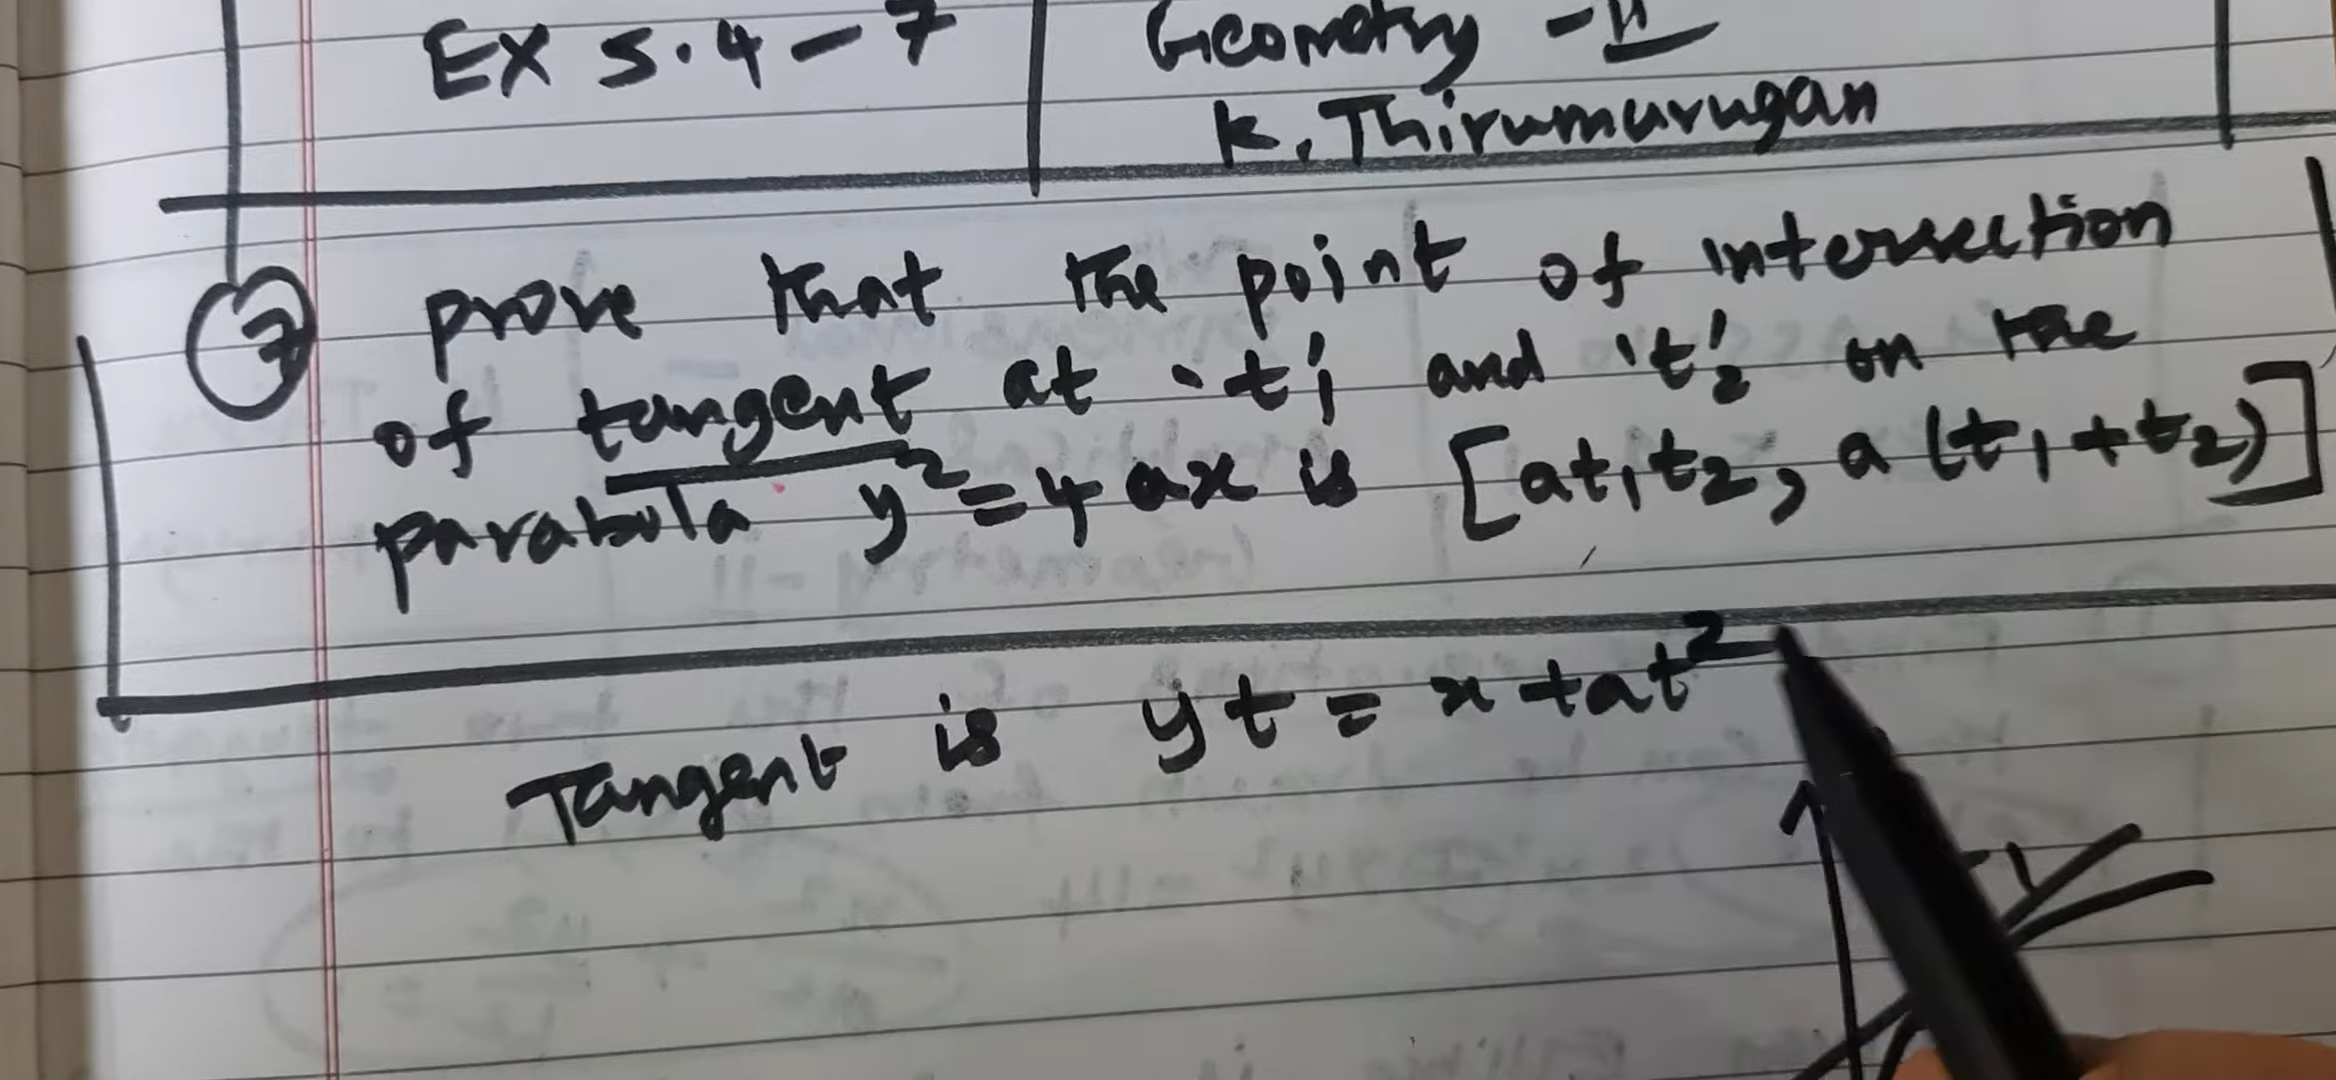 EX 5.4 - 7
Geometry - II
K. Thirumurugan
7 prove that the point of intersection
of tangent at 't₁' and 't₂' on the
parabola y² = 4ax is [at₁t₂, a(t₁+t₂)]
Tangent is yt = x + at²